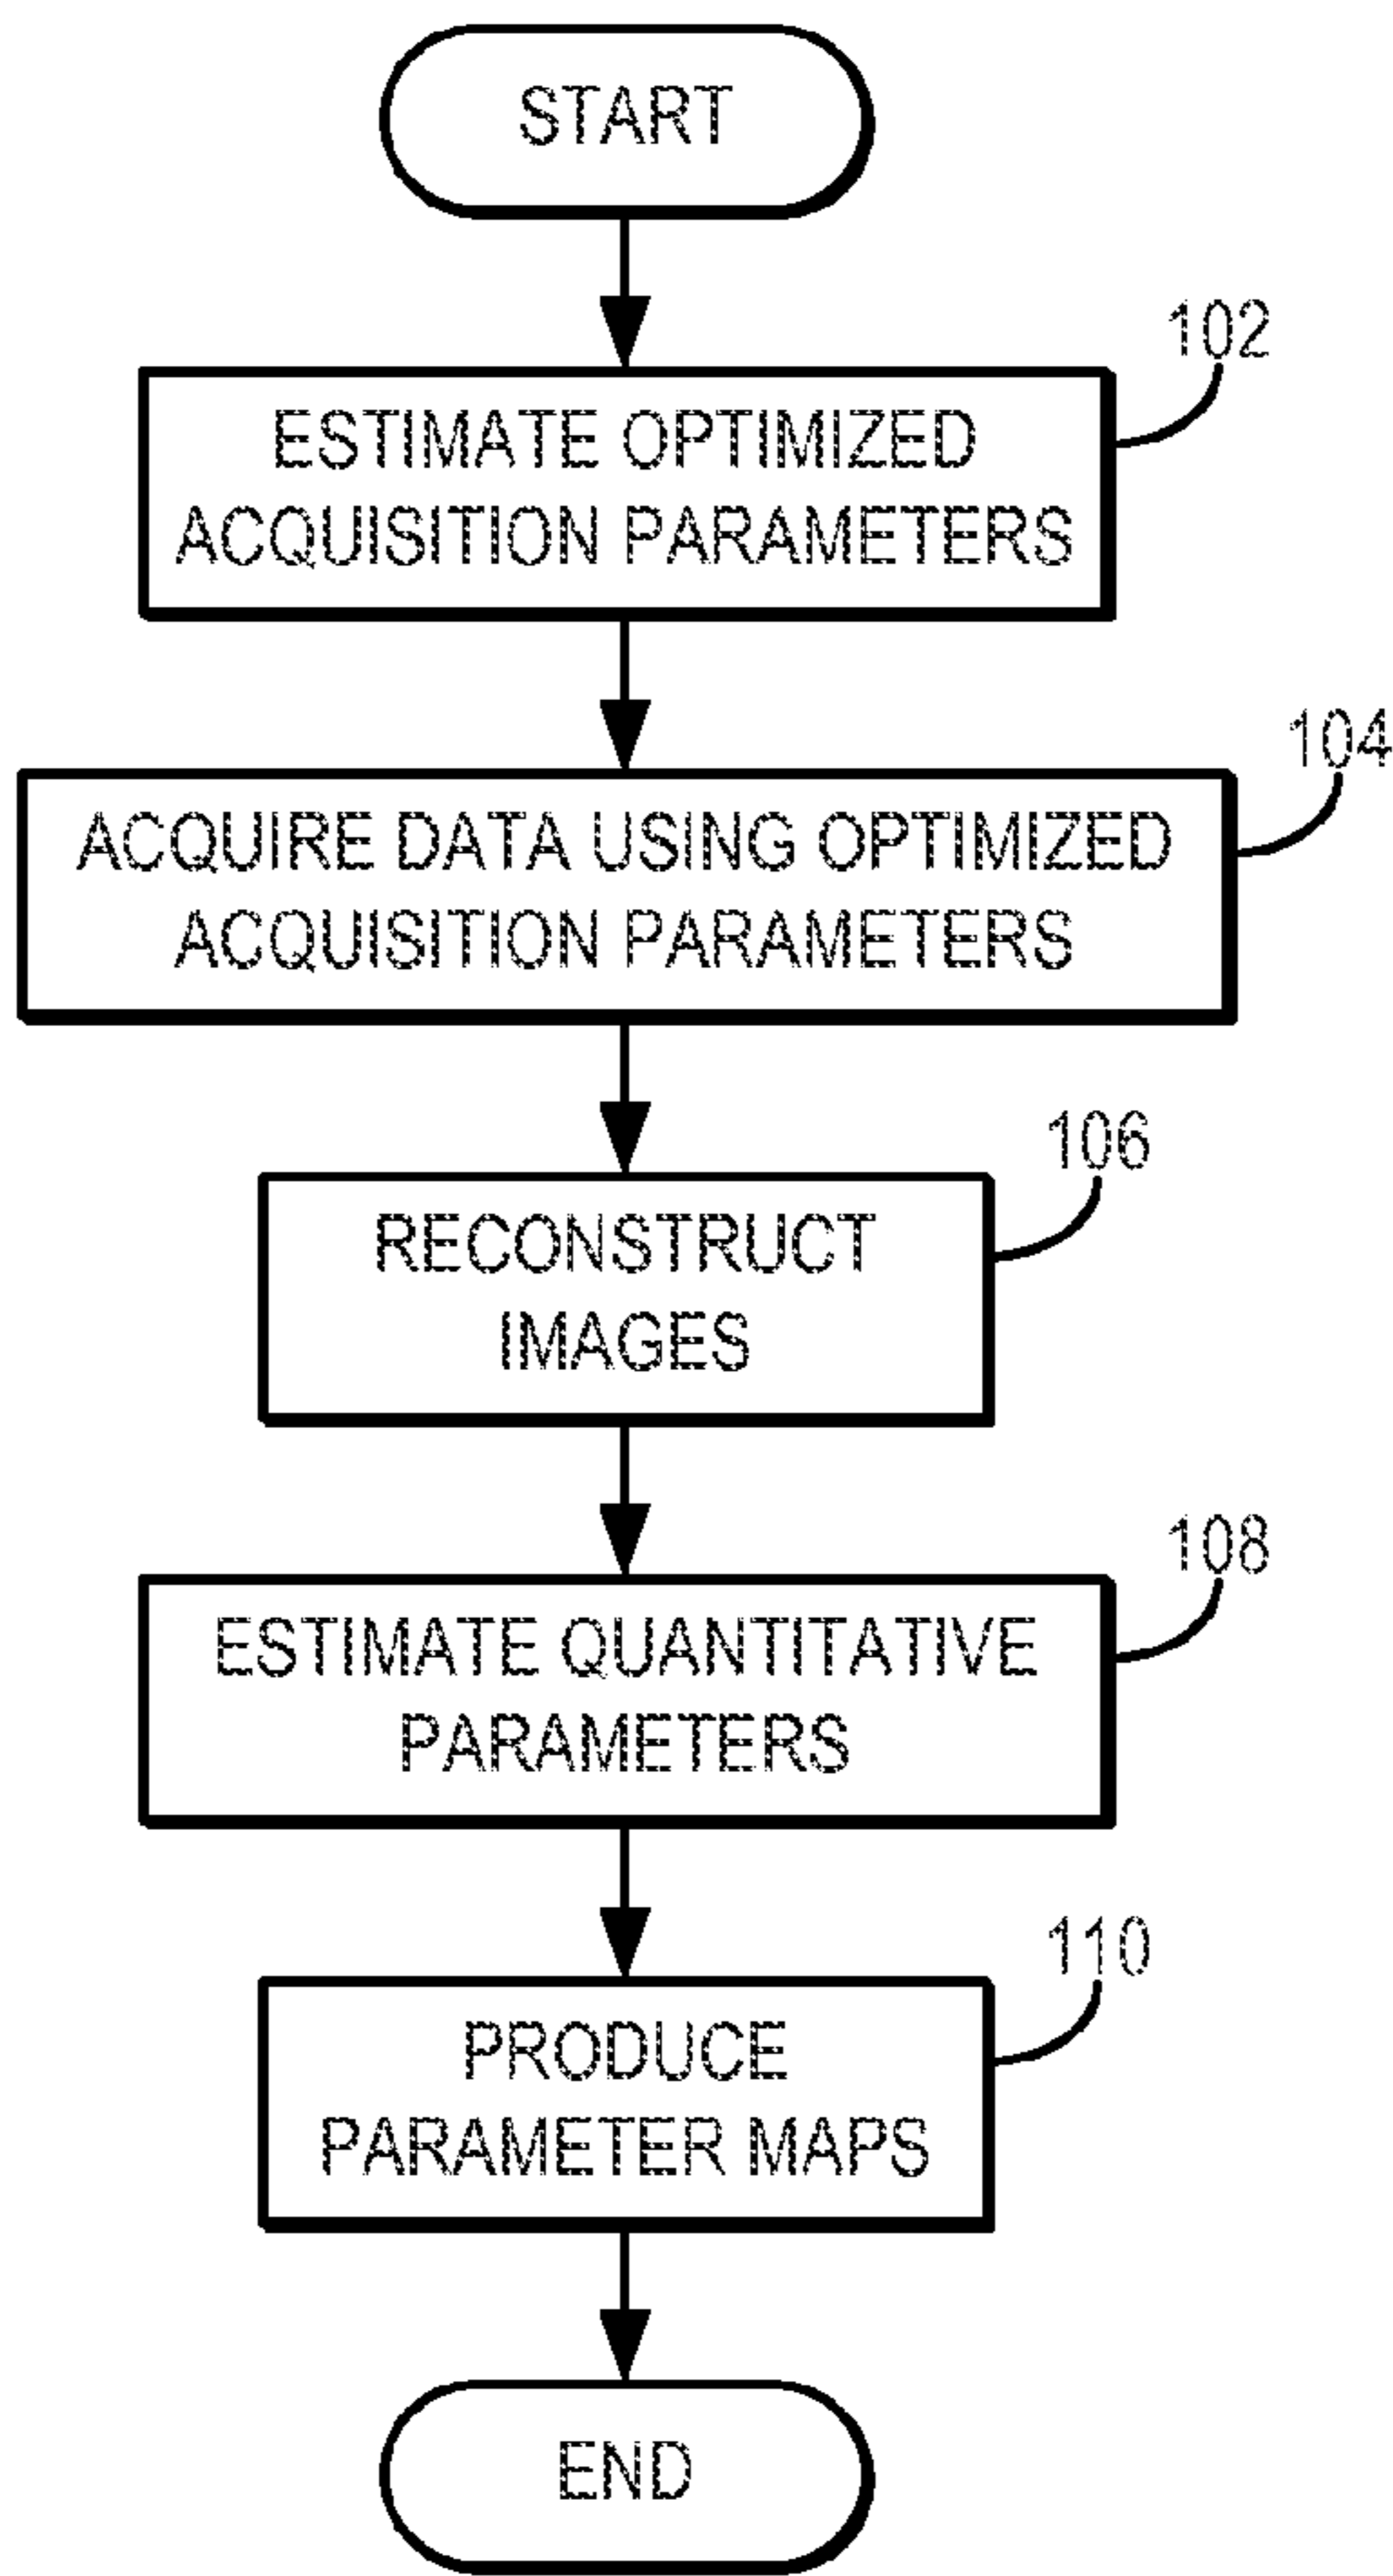 START
102
ESTIMATE OPTIMIZED
ACQUISITION PARAMETERS
104
ACQUIRE DATA USING OPTIMIZED
ACQUISITION PARAMETERS
106
RECONSTRUCT
IMAGES
108
ESTIMATE QUANTITATIVE
PARAMETERS
110
PRODUCE
PARAMETER MAPS
END